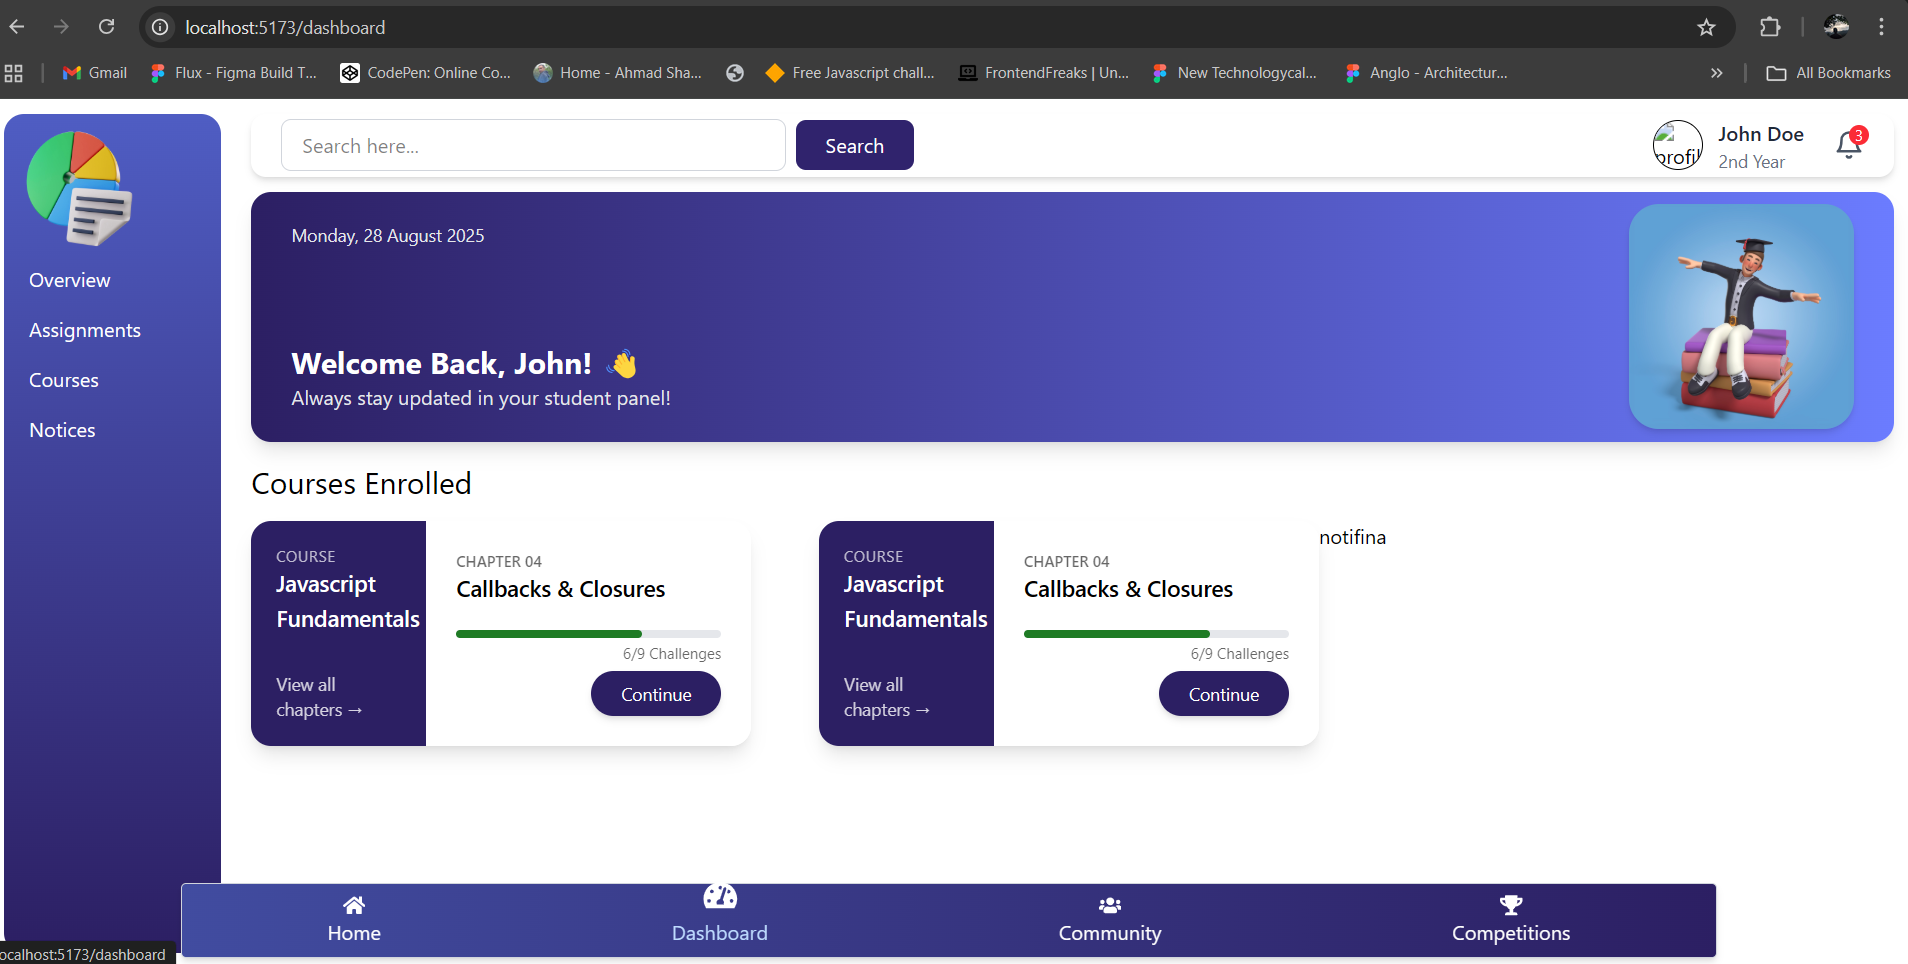 localhost:5173/dashboard
Gmail
Flux - Figma Build T...
CodePen: Online Co...
Home - Ahmad Sha...
Free Javascript chall...
FrontendFreaks | Un...
New Technologycal...
Anglo - Architectur...
All Bookmarks
Overview
Assignments
Courses
Notices
Search here...
Search
profil
John Doe
2nd Year
3
Monday, 28 August 2025
Welcome Back, John! 👋
Always stay updated in your student panel!
Courses Enrolled
COURSE
Javascript
Fundamentals
View all
chapters →
CHAPTER 04
Callbacks & Closures
6/9 Challenges
Continue
COURSE
Javascript
Fundamentals
View all
chapters →
CHAPTER 04
Callbacks & Closures
6/9 Challenges
Continue
notifina
Home
Dashboard
Community
Competitions
ocalhost:5173/dashboard